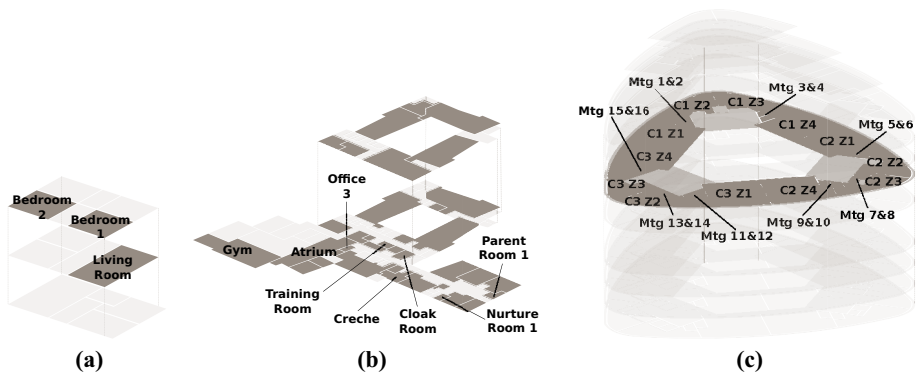 Bedroom
2
Bedroom
1
Living
Room
(a)
Office
3
Gym
Atrium
Parent
Room 1
Training
Room
Creche
Cloak
Room
Nurture
Room 1
(b)
Mtg 1&2
Mtg 3&4
Mtg 15&16
C1 Z2
C1 Z3
C1 Z1
C1 Z4
Mtg 5&6
C2 Z1
C3 Z4
C2 Z2
C3 Z3
C2 Z3
C3 Z1
C2 Z4
C3 Z2
Mtg 13&14
Mtg 9&10
Mtg 7&8
Mtg 11&12
(c)